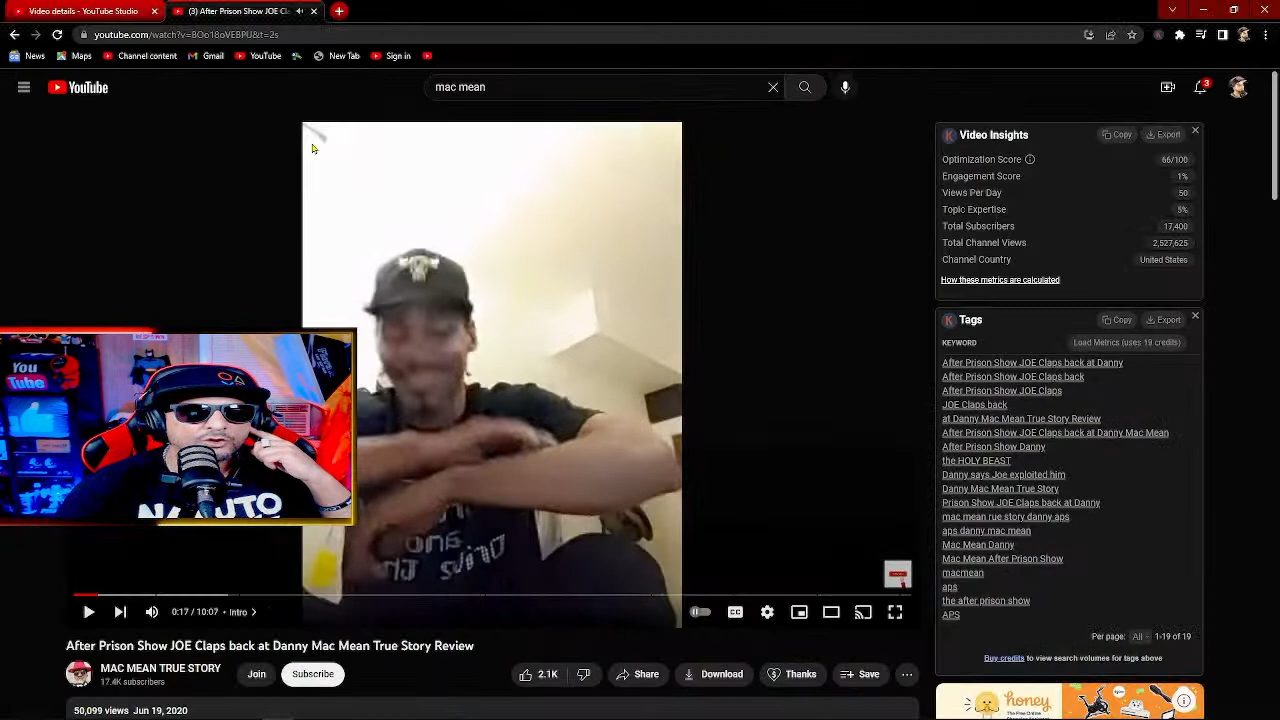 Video details - YouTube Studio
(3) After Prison Show JOE Cl
youtube.com/watch?v=BOo18oVEBPU&t=2s
News
Maps
Channel content
Gmail
YouTube
New Tab
Sign in
YouTube
mac mean
3
Video Insights
Copy
Export
Optimization Score
66/100
Engagement Score
1%
Views Per Day
50
Topic Expertise
5%
Total Subscribers
17,400
Total Channel Views
2,527,625
Channel Country
United States
How these metrics are calculated
Tags
Copy
Export
KEYWORD
Load Metrics (uses 19 credits)
After Prison Show JOE Claps back at Danny
After Prison Show JOE Claps back
After Prison Show JOE Claps
JOE Claps back
at Danny Mac Mean True Story Review
After Prison Show JOE Claps back at Danny Mac Mean
After Prison Show Danny
the HOLY BEAST
Danny says Joe exploited him
Danny Mac Mean True Story
Prison Show JOE Claps back at Danny
mac mean rue story danny aps
aps danny mac mean
Mac Mean Danny
Mac Mean After Prison Show
macmean
aps
the after prison show
APS
Per page: All
1-19 of 19
Buy credits to view search volumes for tags above
honey
You
Tube
0:17 / 10:07 • Intro
After Prison Show JOE Claps back at Danny Mac Mean True Story Review
MAC MEAN TRUE STORY
17.4K subscribers
Join
Subscribe
2.1K
Share
Download
Thanks
Save
50,099 views Jun 19, 2020